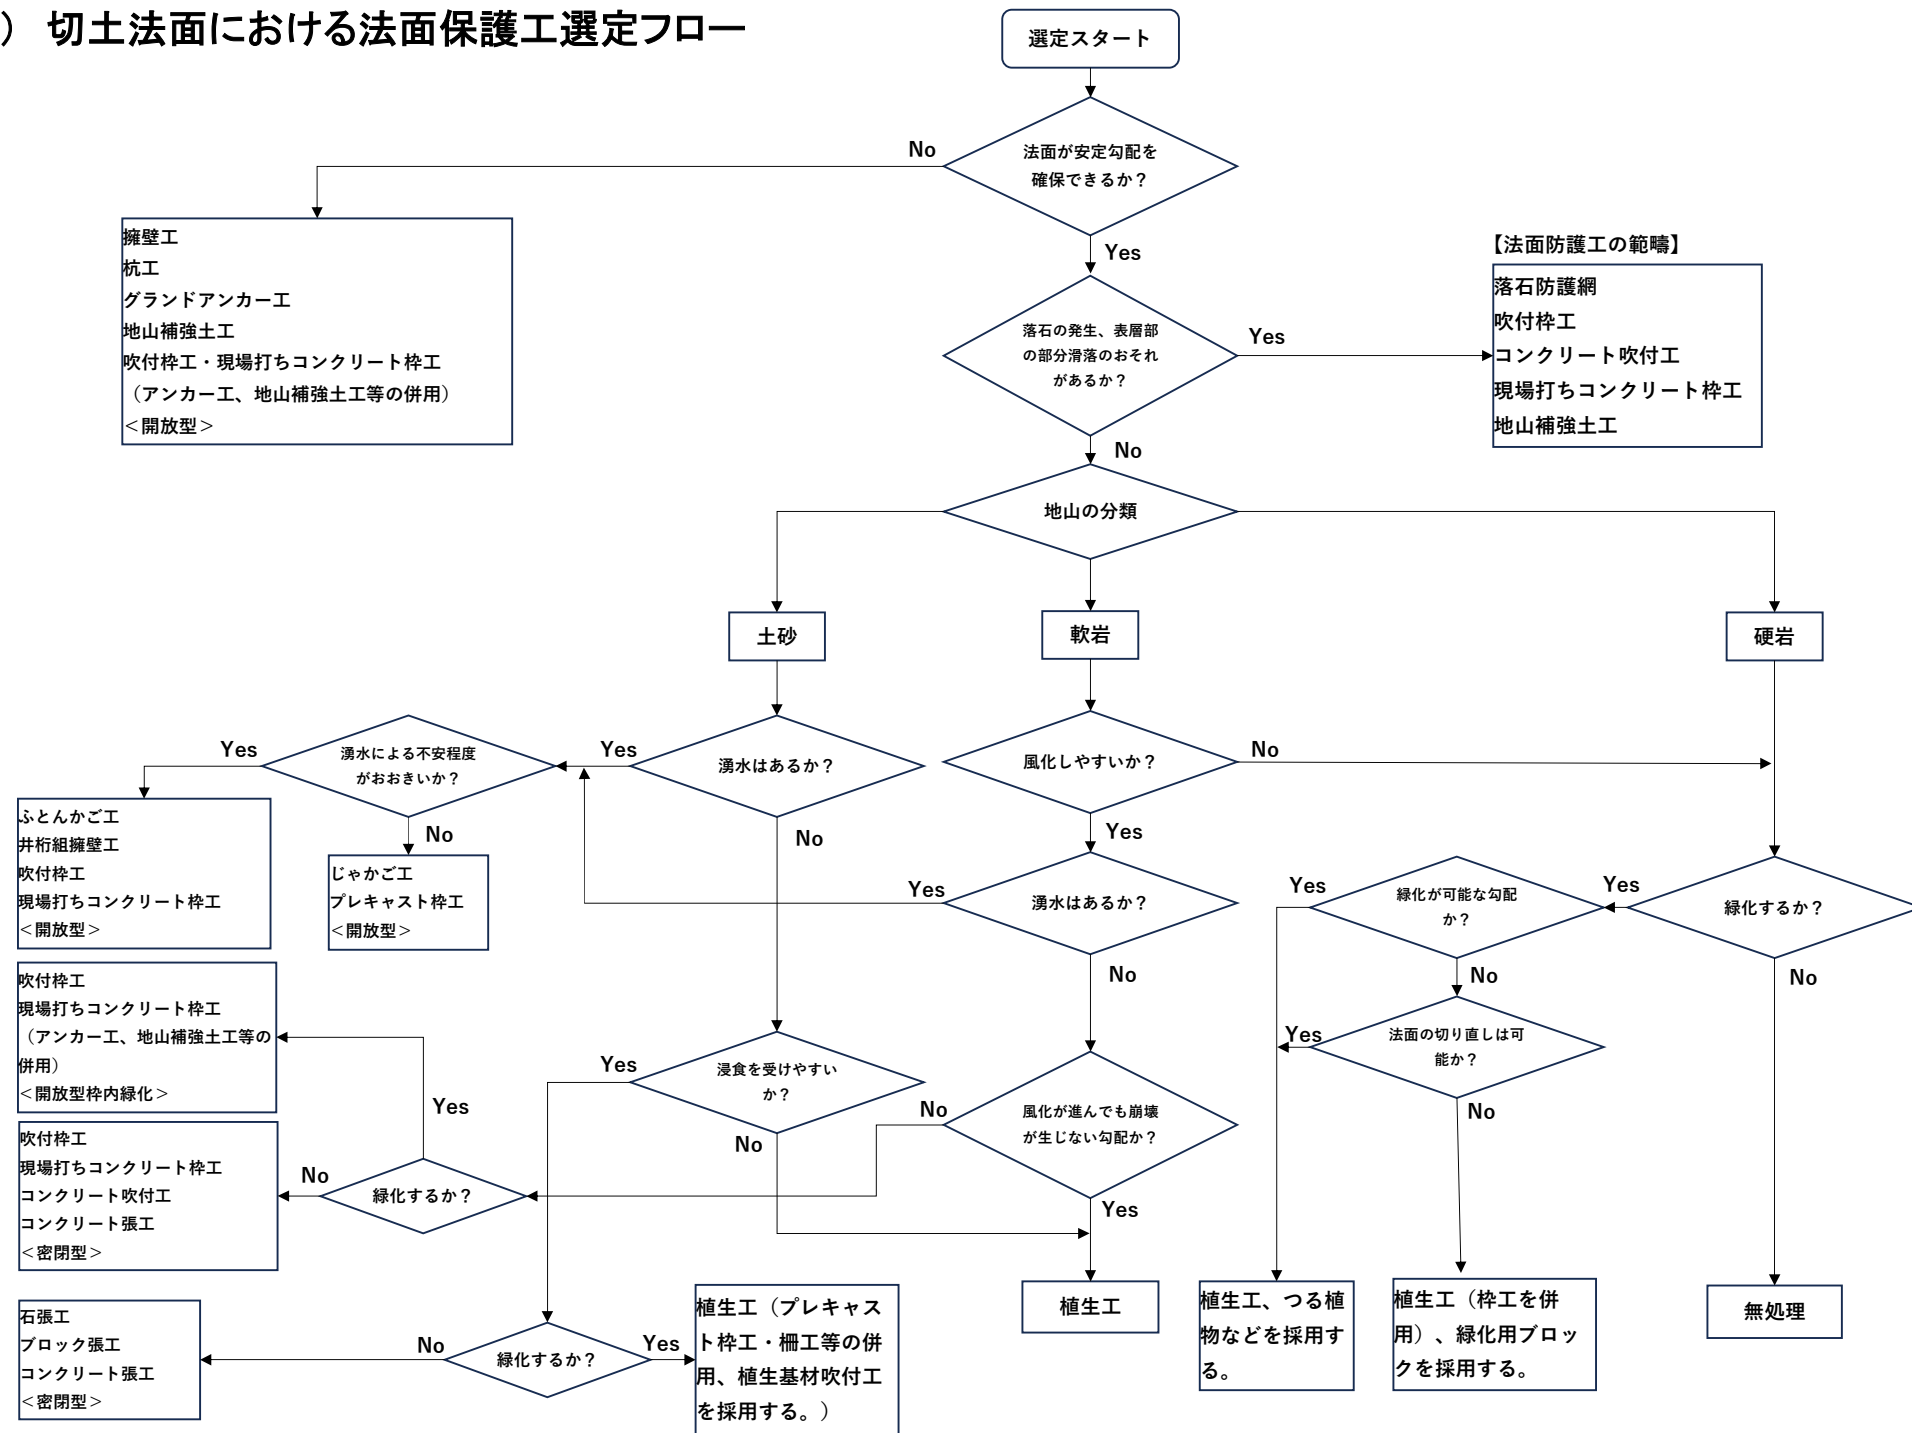 ） 切土法面における法面保護工選定フロー
選定スタート
法面が安定勾配を
確保できるか？
No
Yes
擁壁工
杭工
グランドアンカー工
地山補強土工
吹付枠工・現場打ちコンクリート枠工
（アンカー工、地山補強土工等の併用）
＜開放型＞
落石の発生、表層部
の部分滑落のおそれ
があるか？
Yes
No
【法面防護工の範疇】
落石防護網
吹付枠工
コンクリート吹付工
現場打ちコンクリート枠工
地山補強土工
地山の分類
土砂
軟岩
硬岩
湧水による不安程度
がおおきいか？
Yes
No
湧水はあるか？
Yes
No
風化しやすいか？
No
Yes
ふとんかご工
井桁組擁壁工
吹付枠工
現場打ちコンクリート枠工
＜開放型＞
じゃかご工
プレキャスト枠工
＜開放型＞
湧水はあるか？
Yes
No
緑化が可能な勾配
か？
Yes
No
緑化するか？
Yes
No
吹付枠工
現場打ちコンクリート枠工
（アンカー工、地山補強土工等の
併用）
＜開放型枠内緑化＞
浸食を受けやすい
か？
Yes
No
風化が進んでも崩壊
が生じない勾配か？
No
Yes
法面の切り直しは可
能か？
Yes
No
吹付枠工
現場打ちコンクリート枠工
コンクリート吹付工
コンクリート張工
＜密閉型＞
緑化するか？
Yes
No
石張工
ブロック張工
コンクリート張工
＜密閉型＞
緑化するか？
No
Yes
植生工（プレキャス
ト枠工・柵工等の併
用、植生基材吹付工
を採用する。）
植生工
植生工、つる植
物などを採用す
る。
植生工（枠工を併
用）、緑化用ブロッ
クを採用する。
無処理